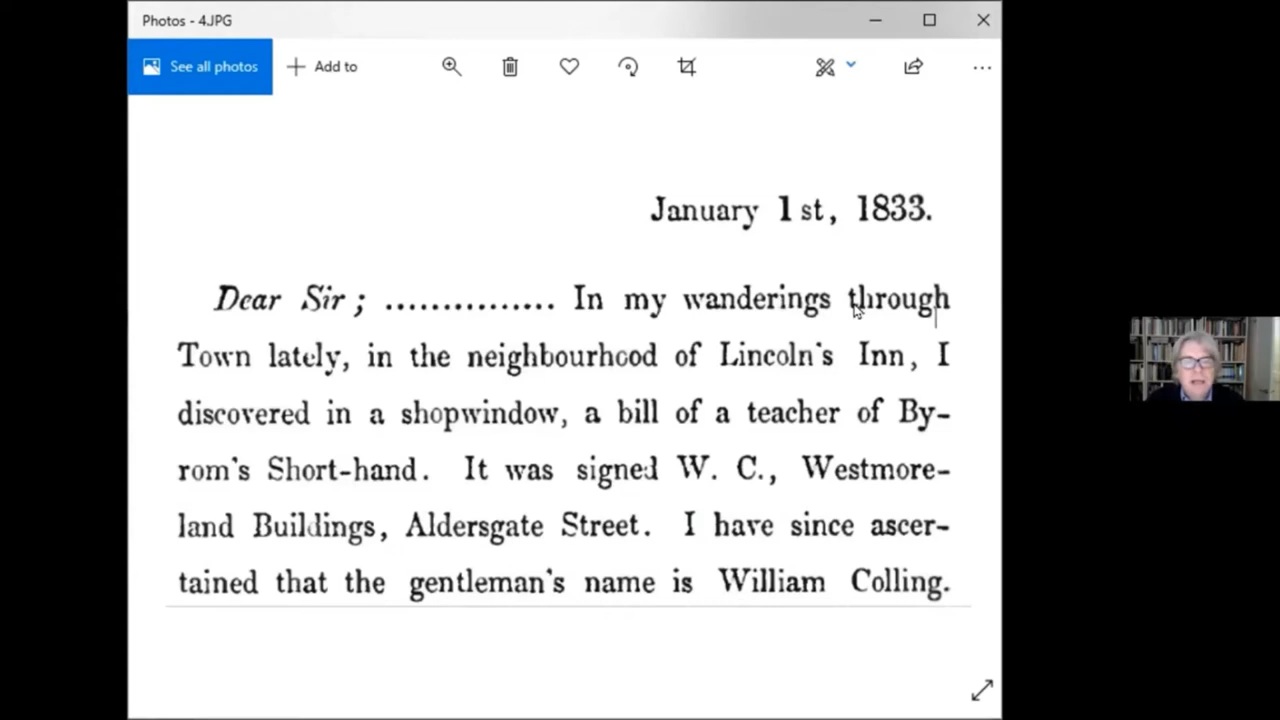 Photos - 4.JPG
See all photos
Add to
January 1st, 1833.
Dear Sir; ............... In my wanderings through
Town lately, in the neighbourhood of Lincoln's Inn, I
discovered in a shopwindow, a bill of a teacher of By-
rom's Short-hand. It was signed W. C., Westmore-
land Buildings, Aldersgate Street. I have since ascer-
tained that the gentleman's name is William Colling.